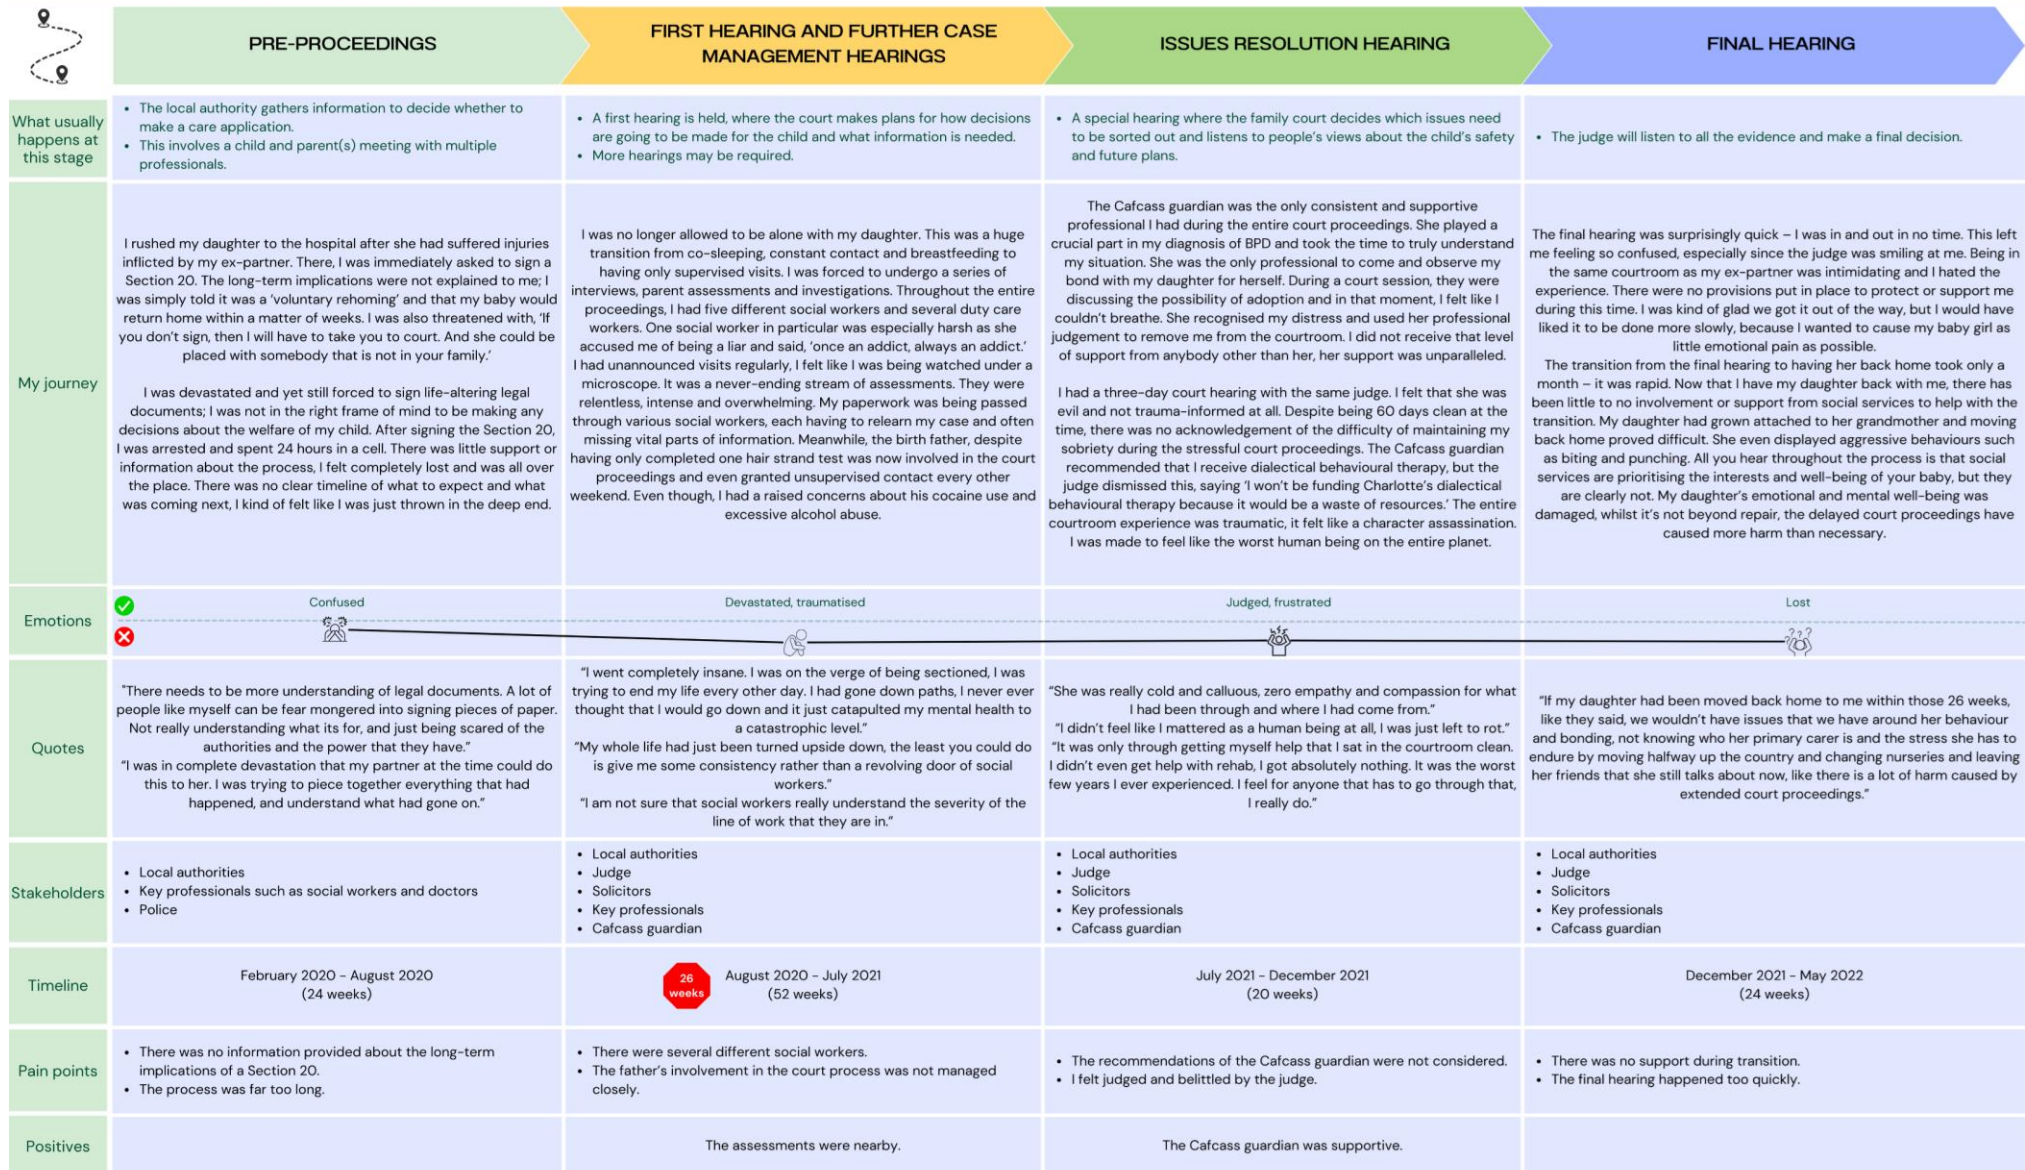 PRE-PROCEEDINGS
FIRST HEARING AND FURTHER CASE
MANAGEMENT HEARINGS
ISSUES RESOLUTION HEARING
FINAL HEARING
What usually
happens at
this stage
• The local authority gathers information to decide whether to
make a care application.
• This involves a child and parent(s) meeting with multiple
professionals.
• A first hearing is held, where the court makes plans for how decisions
are going to be made for the child and what information is needed.
• More hearings may be required.
• A special hearing where the family court decides which issues need
to be sorted out and listens to people's views about the child's safety
and future plans.
• The judge will listen to all the evidence and make a final decision.
My journey
I rushed my daughter to the hospital after she had suffered injuries
inflicted by my ex-partner. There, I was immediately asked to sign a
Section 20. The long-term implications were not explained to me; I
was simply told it was a 'voluntary rehoming' and that my baby would
return home within a matter of weeks. I was also threatened with, 'If
you don't sign, then I will have to take you to court. And she could be
placed with somebody that is not in your family.'
I was devastated and yet still forced to sign life-altering legal
documents; I was not in the right frame of mind to be making any
decisions about the welfare of my child. After signing the Section 20,
I was arrested and spent 24 hours in a cell. There was little support or
information about the process, I felt completely lost and was all over
the place. There was no clear timeline of what to expect and what
was coming next, I kind of felt like I was just thrown in the deep end.
I was no longer allowed to be alone with my daughter. This was a huge
transition from co-sleeping, constant contact and breastfeeding to
having only supervised visits. I was forced to undergo a series of
interviews, parent assessments and investigations. Throughout the entire
proceedings, I had five different social workers and several duty care
workers. One social worker in particular was especially harsh as she
accused me of being a liar and said, 'once an addict, always an addict.'
I had unannounced visits regularly, I felt like I was being watched under a
microscope. It was a never-ending stream of assessments. They were
relentless, intense and overwhelming. My paperwork was being passed
through various social workers, each having to relearn my case and often
missing vital parts of information. Meanwhile, the birth father, despite
having only completed one hair strand test was now involved in the court
proceedings and even granted unsupervised contact every other
weekend. Even though, I had a raised concerns about his cocaine use and
excessive alcohol abuse.
The Cafcass guardian was the only consistent and supportive
professional I had during the entire court proceedings. She played a
crucial part in my diagnosis of BPD and took the time to truly understand
my situation. She was the only professional to come and observe my
bond with my daughter for herself. During a court session, they were
discussing the possibility of adoption and in that moment, I felt like I
couldn't breathe. She recognised my distress and used her professional
judgement to remove me from the courtroom. I did not receive that level
of support from anybody other than her, her support was unparalleled.
I had a three-day court hearing with the same judge. I felt that she was
evil and not trauma-informed at all. Despite being 60 days clean at the
time, there was no acknowledgement of the difficulty of maintaining my
sobriety during the stressful court proceedings. The Cafcass guardian
recommended that I receive dialectical behavioural therapy, but the
judge dismissed this, saying 'I won't be funding Charlotte's dialectical
behavioural therapy because it would be a waste of resources.' The entire
courtroom experience was traumatic, it felt like a character assassination.
I was made to feel like the worst human being on the entire planet.
The final hearing was surprisingly quick – I was in and out in no time. This left
me feeling so confused, especially since the judge was smiling at me. Being in
the same courtroom as my ex-partner was intimidating and I hated the
experience. There were no provisions put in place to protect or support me
during this time. I was kind of glad we got it out of the way, but I would have
liked it to be done more slowly, because I wanted to cause my baby girl as
little emotional pain as possible.
The transition from the final hearing to having her back home took only a
month – it was rapid. Now that I have my daughter back with me, there has
been little to no involvement or support from social services to help with the
transition. My daughter had grown attached to her grandmother and moving
back home proved difficult. She even displayed aggressive behaviours such
as biting and punching. All you hear throughout the process is that social
services are prioritising the interests and well-being of your baby, but they
are clearly not. My daughter's emotional and mental well-being was
damaged, whilst it's not beyond repair, the delayed court proceedings have
caused more harm than necessary.
Emotions
Confused
Devastated, traumatised
Judged, frustrated
Lost
Quotes
"There needs to be more understanding of legal documents. A lot of
people like myself can be fear mongered into signing pieces of paper.
Not really understanding what its for, and just being scared of the
authorities and the power that they have."
"I was in complete devastation that my partner at the time could do
this to her. I was trying to piece together everything that had
happened, and understand what had gone on."
"I went completely insane. I was on the verge of being sectioned, I was
trying to end my life every other day. I had gone down paths, I never ever
thought that I would go down and it just catapulted my mental health to
a catastrophic level."
"My whole life had just been turned upside down, the least you could do
is give me some consistency rather than a revolving door of social
workers."
"I am not sure that social workers really understand the severity of the
line of work that they are in."
"She was really cold and calluous, zero empathy and compassion for what
I had been through and where I had come from."
"I didn't feel like I mattered as a human being at all, I was just left to rot."
"It was only through getting myself help that I sat in the courtroom clean.
I didn't even get help with rehab, I got absolutely nothing. It was the worst
few years I ever experienced. I feel for anyone that has to go through that,
I really do."
"If my daughter had been moved back home to me within those 26 weeks,
like they said, we wouldn't have issues that we have around her behaviour
and bonding, not knowing who her primary carer is and the stress she has to
endure by moving halfway up the country and changing nurseries and leaving
her friends that she still talks about now, like there is a lot of harm caused by
extended court proceedings."
Stakeholders
• Local authorities
• Key professionals such as social workers and doctors
• Police
• Local authorities
• Judge
• Solicitors
• Key professionals
• Cafcass guardian
• Local authorities
• Judge
• Solicitors
• Key professionals
• Cafcass guardian
• Local authorities
• Judge
• Solicitors
• Key professionals
• Cafcass guardian
Timeline
February 2020 - August 2020
(24 weeks)
26
weeks
August 2020 - July 2021
(52 weeks)
July 2021 - December 2021
(20 weeks)
December 2021 - May 2022
(24 weeks)
Pain points
• There was no information provided about the long-term
implications of a Section 20.
• The process was far too long.
• There were several different social workers.
• The father's involvement in the court process was not managed
closely.
• The recommendations of the Cafcass guardian were not considered.
• I felt judged and belittled by the judge.
• There was no support during transition.
• The final hearing happened too quickly.
Positives
The assessments were nearby.
The Cafcass guardian was supportive.